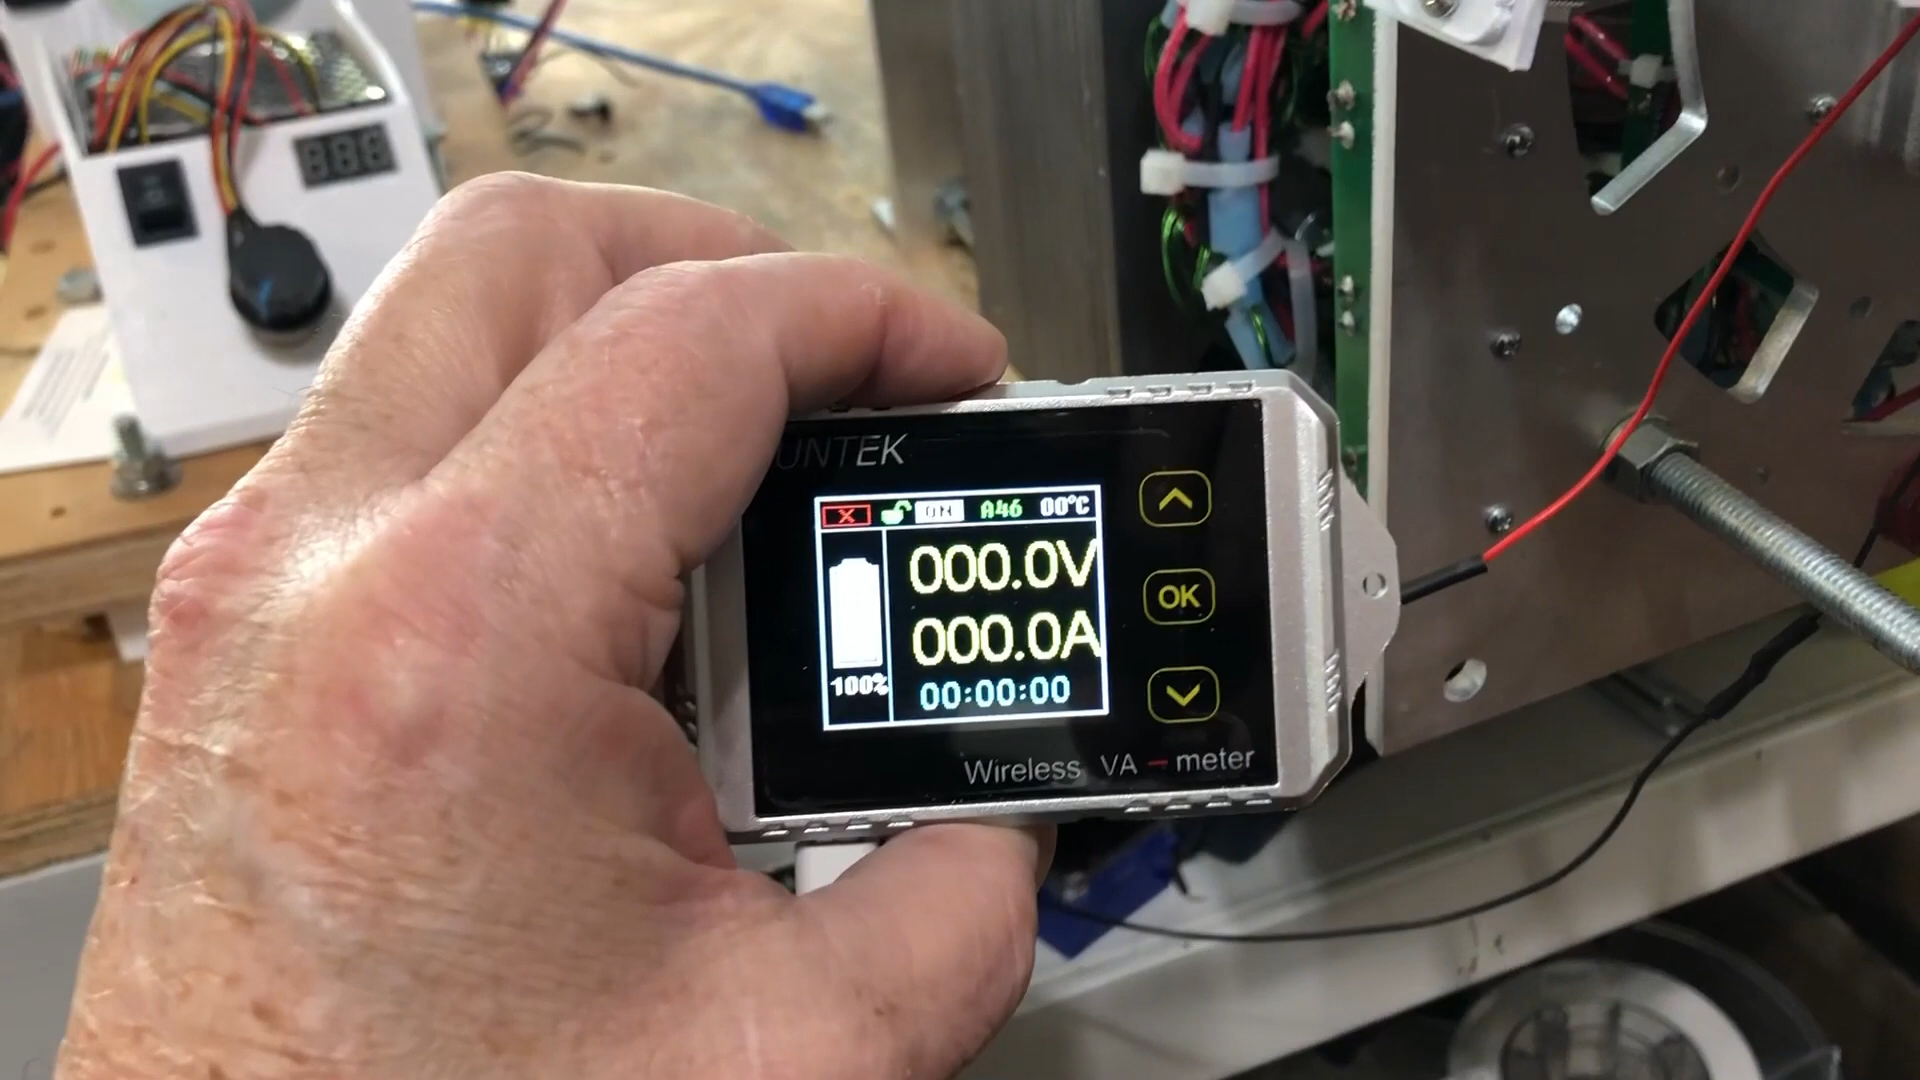 UNTEK
X ON A46 00°C
000.0V
000.0A
100%
00:00:00
OK
Wireless VA - meter